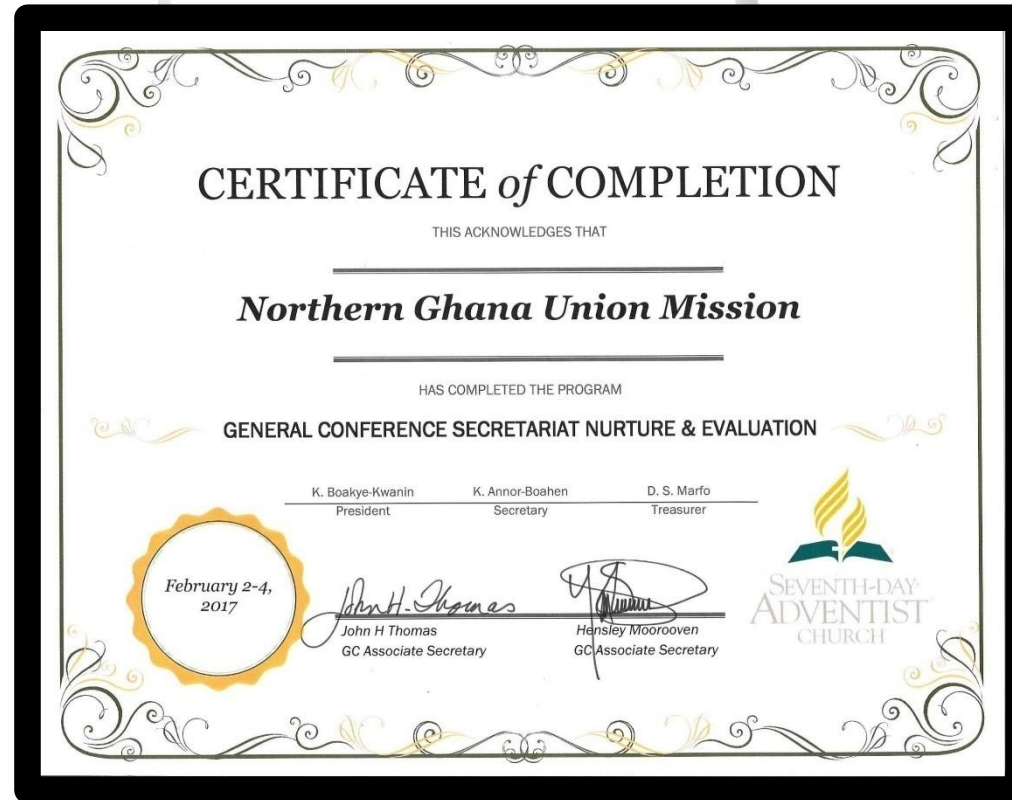 CERTIFICATE of COMPLETION
THIS ACKNOWLEDGES THAT
Northern Ghana Union Mission
HAS COMPLETED THE PROGRAM
GENERAL CONFERENCE SECRETARIAT NURTURE & EVALUATION
K. Boakye-Kwanin K. Annor-Boahen D. S. Marfo
President Secretary Treasurer
February 2-4,
2017
John H. Thomas
John H Thomas
GC Associate Secretary
Hensley Moorooven
GC Associate Secretary
SEVENTH-DAY
ADVENTIST
CHURCH